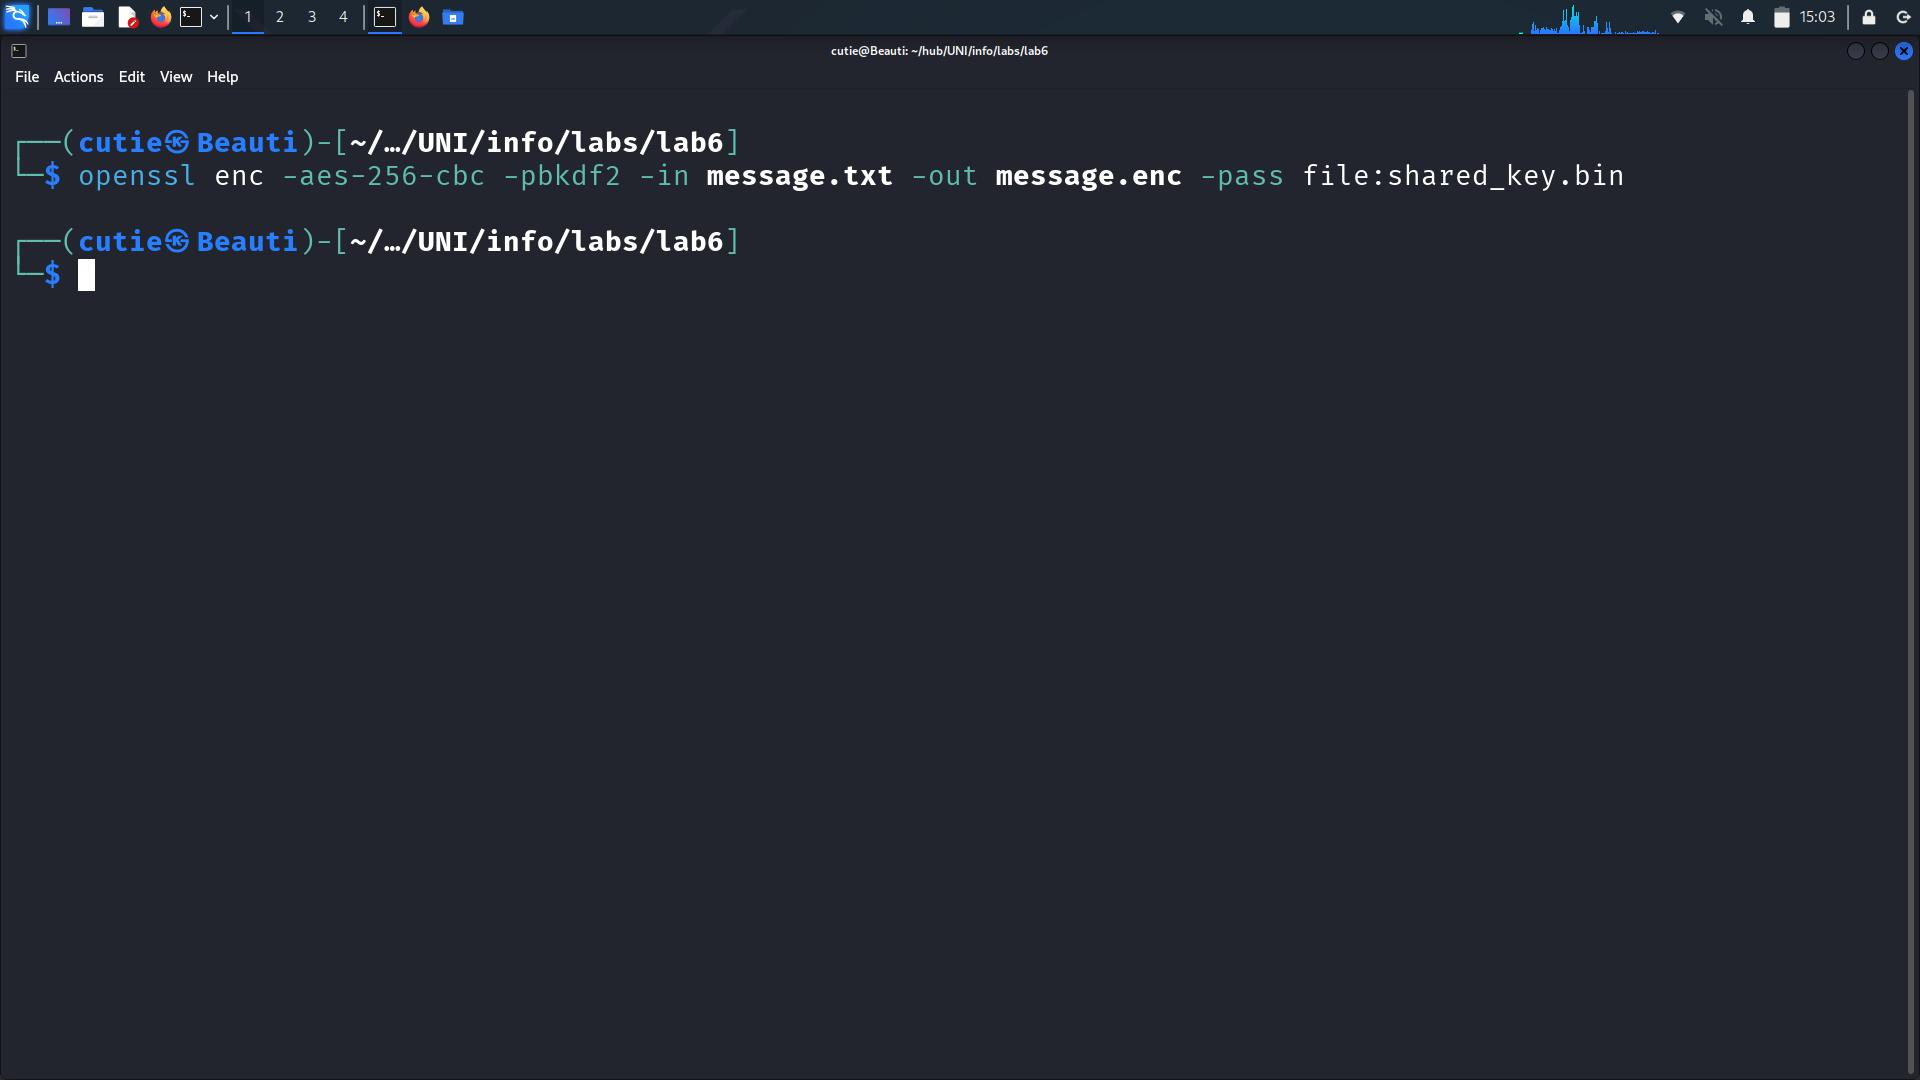 1 2 3 4 15:03
cutie@Beauti: ~/hub/UNI/info/labs/lab6
File Actions Edit View Help
┌──(cutie㉿Beauti)-[~/…/UNI/info/labs/lab6]
└─$ openssl enc -aes-256-cbc -pbkdf2 -in message.txt -out message.enc -pass file:shared_key.bin
┌──(cutie㉿Beauti)-[~/…/UNI/info/labs/lab6]
└─$